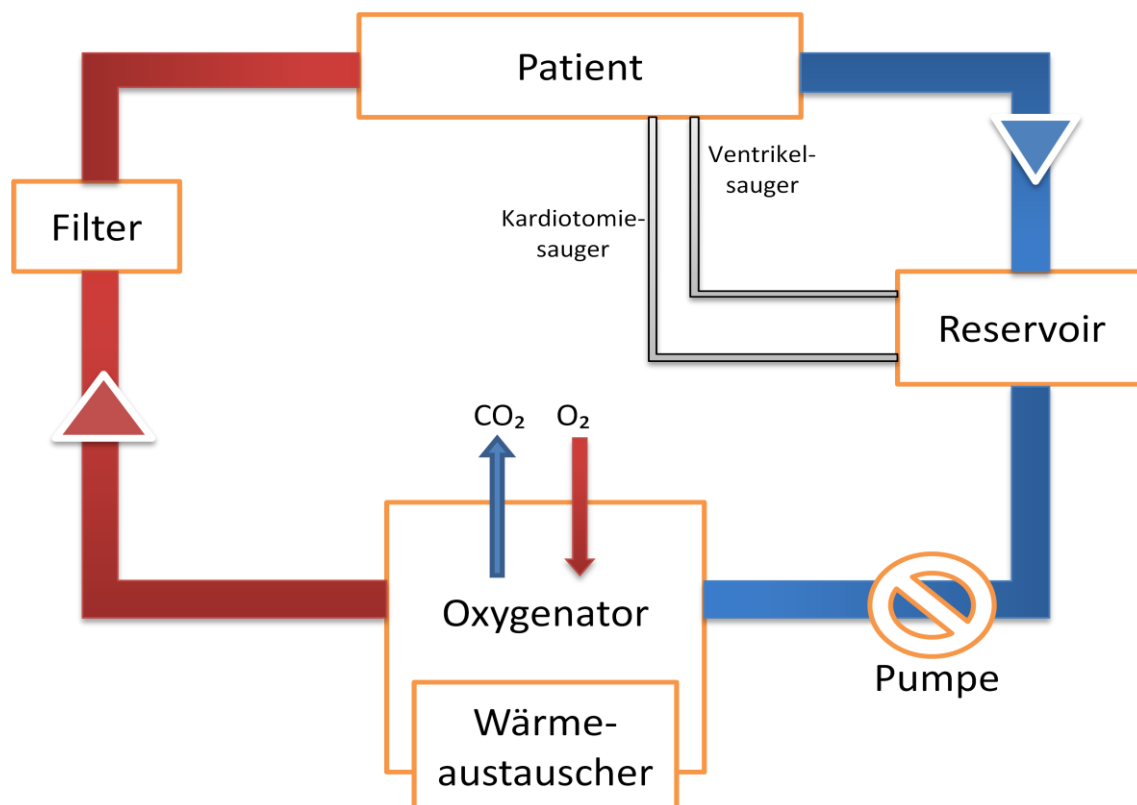 Patient
Ventrikel-
sauger
Kardiotomie-
sauger
Filter
Reservoir
CO₂
O₂
Oxygenator
Pumpe
Wärme-
austauscher